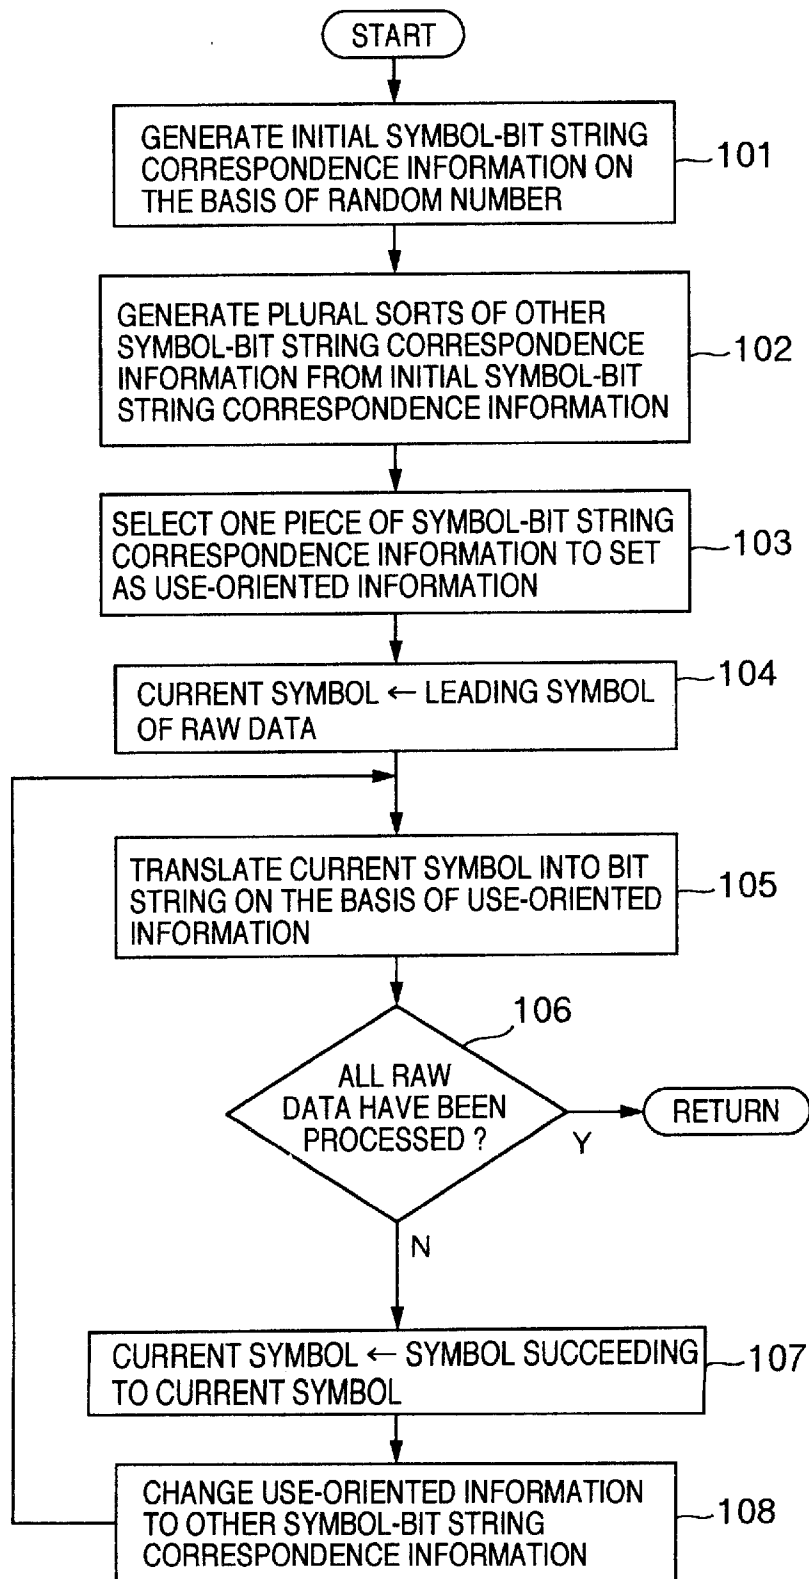 START
GENERATE INITIAL SYMBOL-BIT STRING
CORRESPONDENCE INFORMATION ON
THE BASIS OF RANDOM NUMBER
101
GENERATE PLURAL SORTS OF OTHER
SYMBOL-BIT STRING CORRESPONDENCE
INFORMATION FROM INITIAL SYMBOL-BIT
STRING CORRESPONDENCE INFORMATION
102
SELECT ONE PIECE OF SYMBOL-BIT STRING
CORRESPONDENCE INFORMATION TO SET
AS USE-ORIENTED INFORMATION
103
CURRENT SYMBOL ← LEADING SYMBOL
OF RAW DATA
104
TRANSLATE CURRENT SYMBOL INTO BIT
STRING ON THE BASIS OF USE-ORIENTED
INFORMATION
105
106
ALL RAW
DATA HAVE BEEN
PROCESSED ?
Y
RETURN
N
CURRENT SYMBOL ← SYMBOL SUCCEEDING
TO CURRENT SYMBOL
107
CHANGE USE-ORIENTED INFORMATION
TO OTHER SYMBOL-BIT STRING
CORRESPONDENCE INFORMATION
108